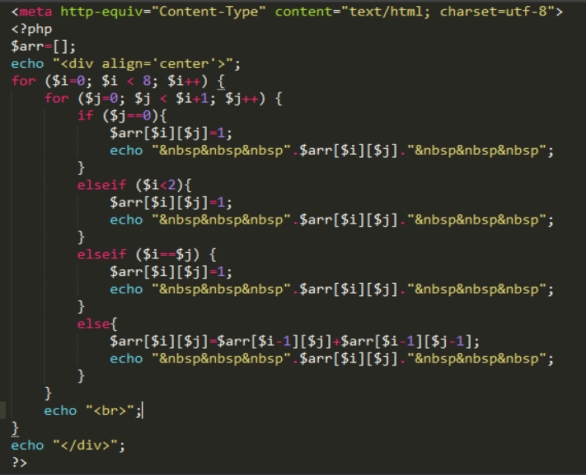 <meta http-equiv="Content-Type" content="text/html; charset=utf-8">
<?php
$arr=[];
echo "<div align='center'>";
for ($i=0; $i < 8; $i++) {
    for ($j=0; $j < $i+1; $j++) {
        if ($j==0){
            $arr[$i][$j]=1;
            echo "&nbsp&nbsp&nbsp".$arr[$i][$j]."&nbsp&nbsp&nbsp";
        }
        elseif ($i<2){
            $arr[$i][$j]=1;
            echo "&nbsp&nbsp&nbsp".$arr[$i][$j]."&nbsp&nbsp&nbsp";
        }
        elseif ($i==$j) {
            $arr[$i][$j]=1;
            echo "&nbsp&nbsp&nbsp".$arr[$i][$j]."&nbsp&nbsp&nbsp";
        }
        else{
            $arr[$i][$j]=$arr[$i-1][$j]+$arr[$i-1][$j-1];
            echo "&nbsp&nbsp&nbsp".$arr[$i][$j]."&nbsp&nbsp&nbsp";
        }
    }
    echo "<br>";
}
echo "</div>";
?>